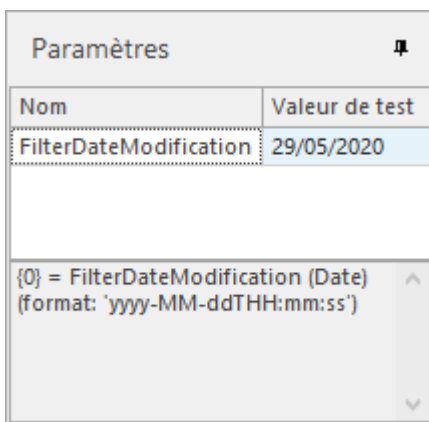 Paramètres
Nom Valeur de test
FilterDateModification 29/05/2020
{0} = FilterDateModification (Date)
(format: 'yyyy-MM-ddTHH:mm:ss')